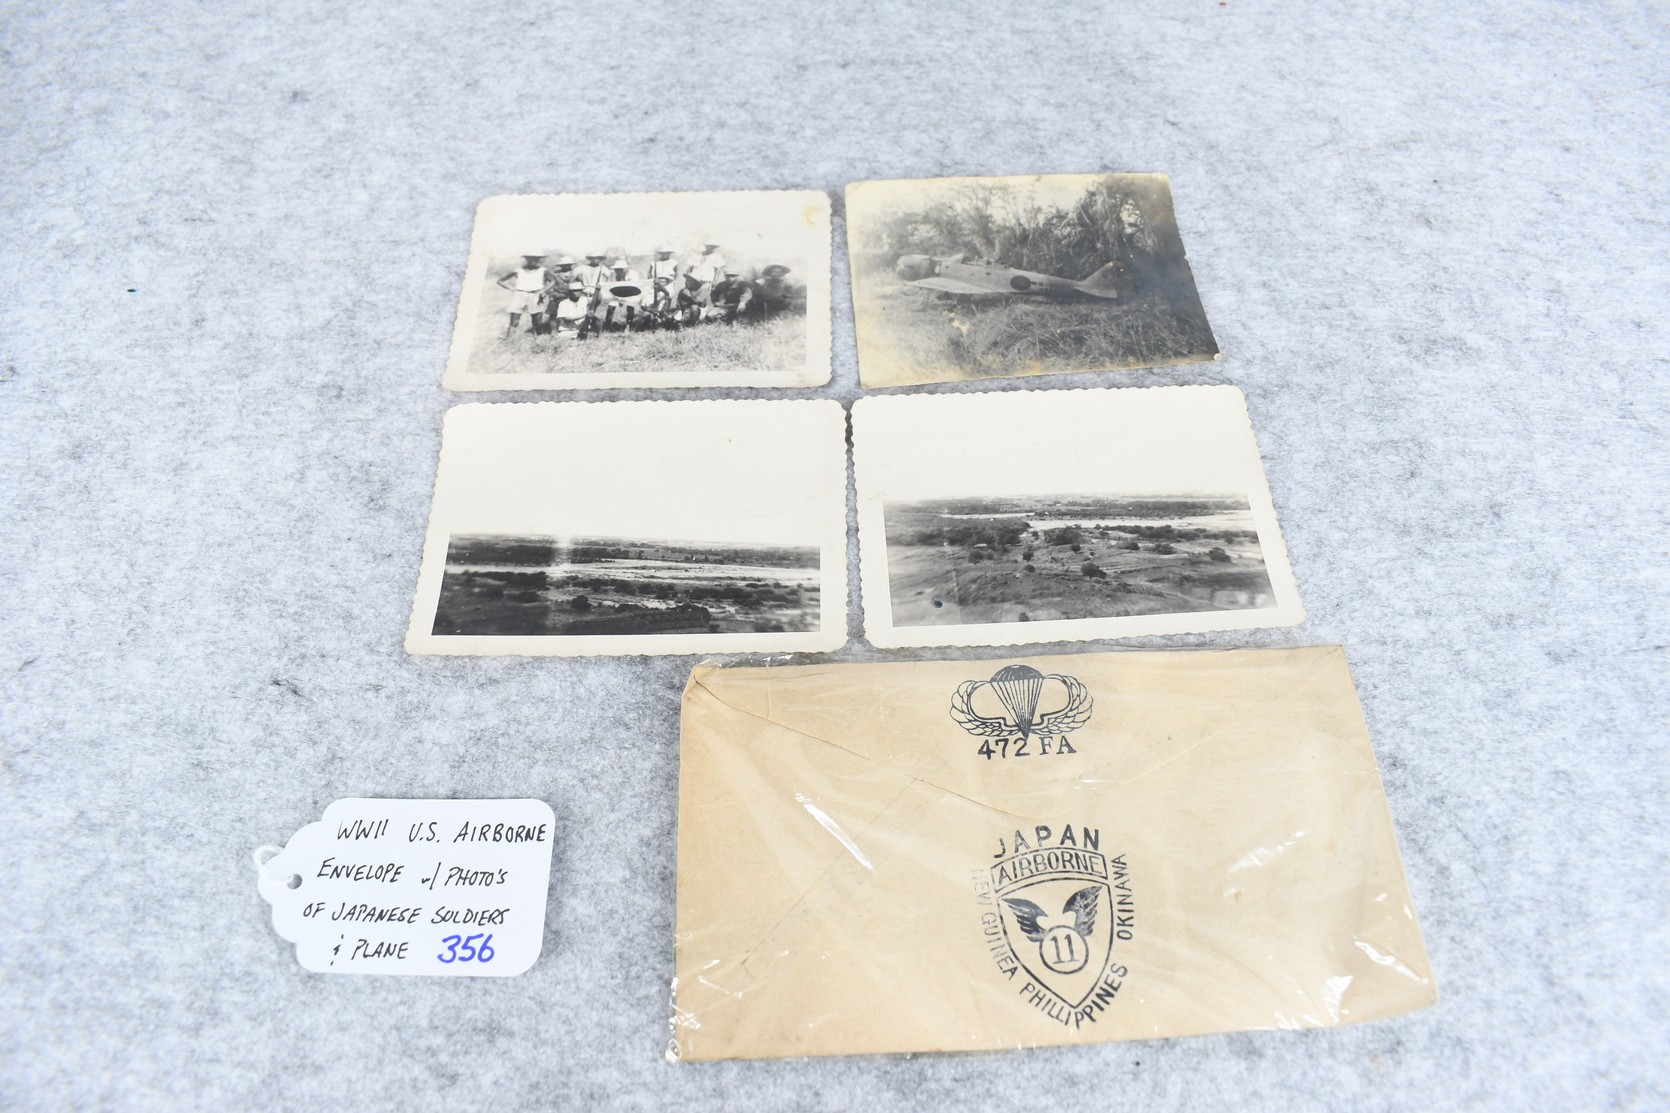 472 FA
JAPAN
AIRBORNE
NEW GUINEA PHILLIPPINES OKINAWA
11
WWII U.S. AIRBORNE
ENVELOPE w/ PHOTO'S
OF JAPANESE SOLDIERS
& PLANE 356